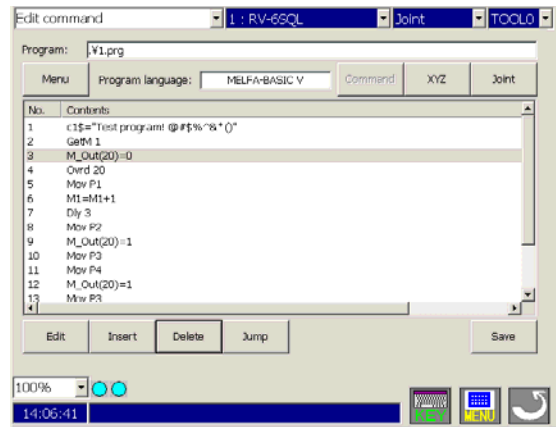 Edit command 1 : RV-6SQL Joint TOOL0
Program: .¥1.prg
Menu Program language: MELFA-BASIC V Command XYZ Joint
No. Contents
1 c1$="Test program! @#$%^&*()"
2 GetM 1
3 M_Out(20)=0
4 Ovrd 20
5 Mov P1
6 M1=M1+1
7 Dly 3
8 Mov P2
9 M_Out(20)=1
10 Mov P3
11 Mov P4
12 M_Out(20)=1
13 Mov P3
Edit Insert Delete Jump Save
100%
KEY MENU
14:06:41